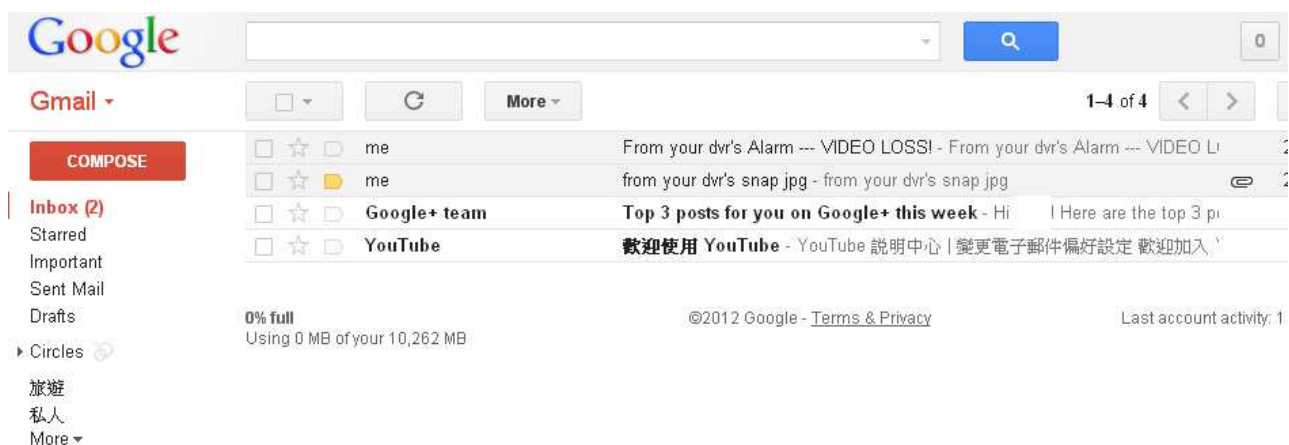 Google
0
Gmail
More
1–4 of 4
COMPOSE
me From your dvr's Alarm --- VIDEO LOSS! - From your dvr's Alarm --- VIDEO
me from your dvr's snap jpg - from your dvr's snap jpg
Inbox (2)
Google+ team Top 3 posts for you on Google+ this week - Hi ! Here are the top 3
Starred
YouTube 歡迎使用 YouTube - YouTube 說明中心 | 變更電子郵件偏好設定 歡迎加入
Important
Sent Mail
Drafts
0% full ©2012 Google - Terms & Privacy Last account activity: 1
Using 0 MB of your 10,262 MB
Circles
旅遊
私人
More